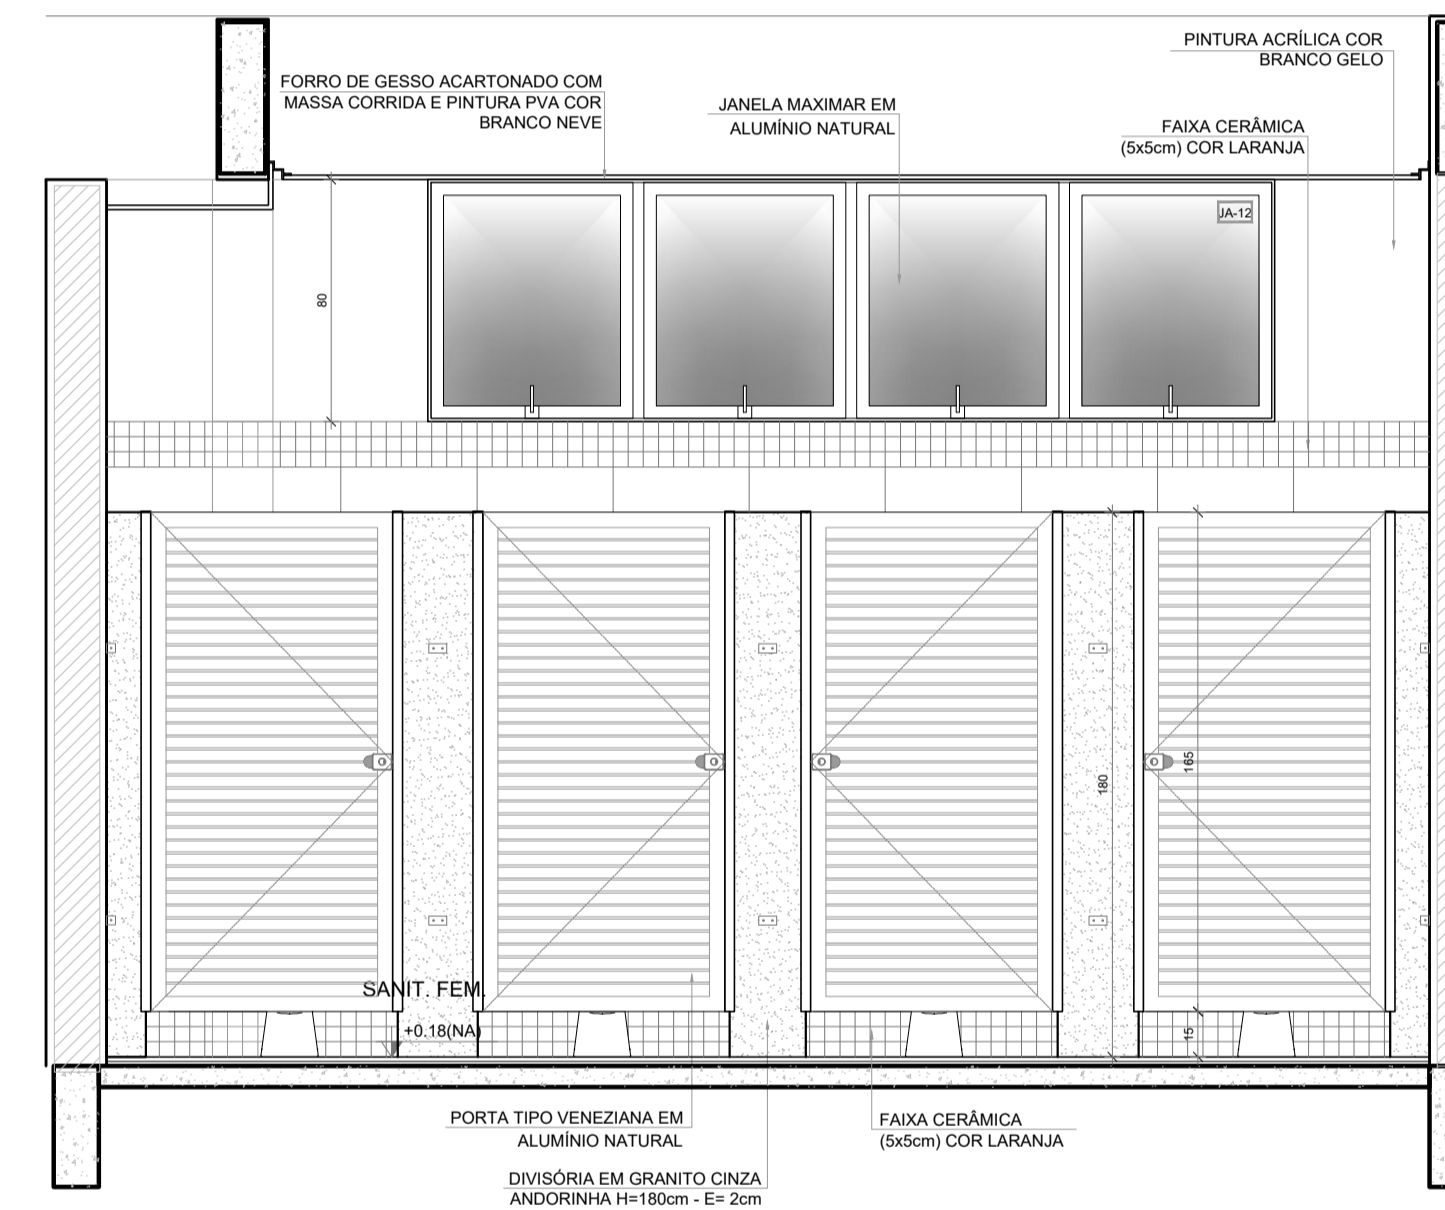 PINTURA ACRÍLICA COR
BRANCO GELO
FORRO DE GESSO ACARTONADO COM
MASSA CORRIDA E PINTURA PVA COR
BRANCO NEVE
JANELA MAXIMAR EM
ALUMÍNIO NATURAL
FAIXA CERÂMICA
(5x5cm) COR LARANJA
JA-12
80
165
180
SANIT. FEM.
+0.18(NA)
15
PORTA TIPO VENEZIANA EM
ALUMÍNIO NATURAL
FAIXA CERÂMICA
(5x5cm) COR LARANJA
DIVISÓRIA EM GRANITO CINZA
ANDORINHA H=180cm - E= 2cm